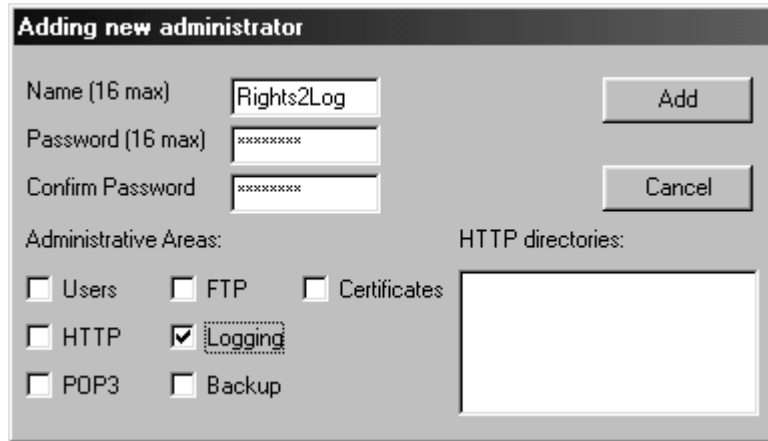 Adding new administrator
Name (16 max) Rights2Log Add
Password (16 max) ********
Confirm Password ******** Cancel
Administrative Areas: HTTP directories:
Users FTP Certificates
HTTP Logging
POP3 Backup